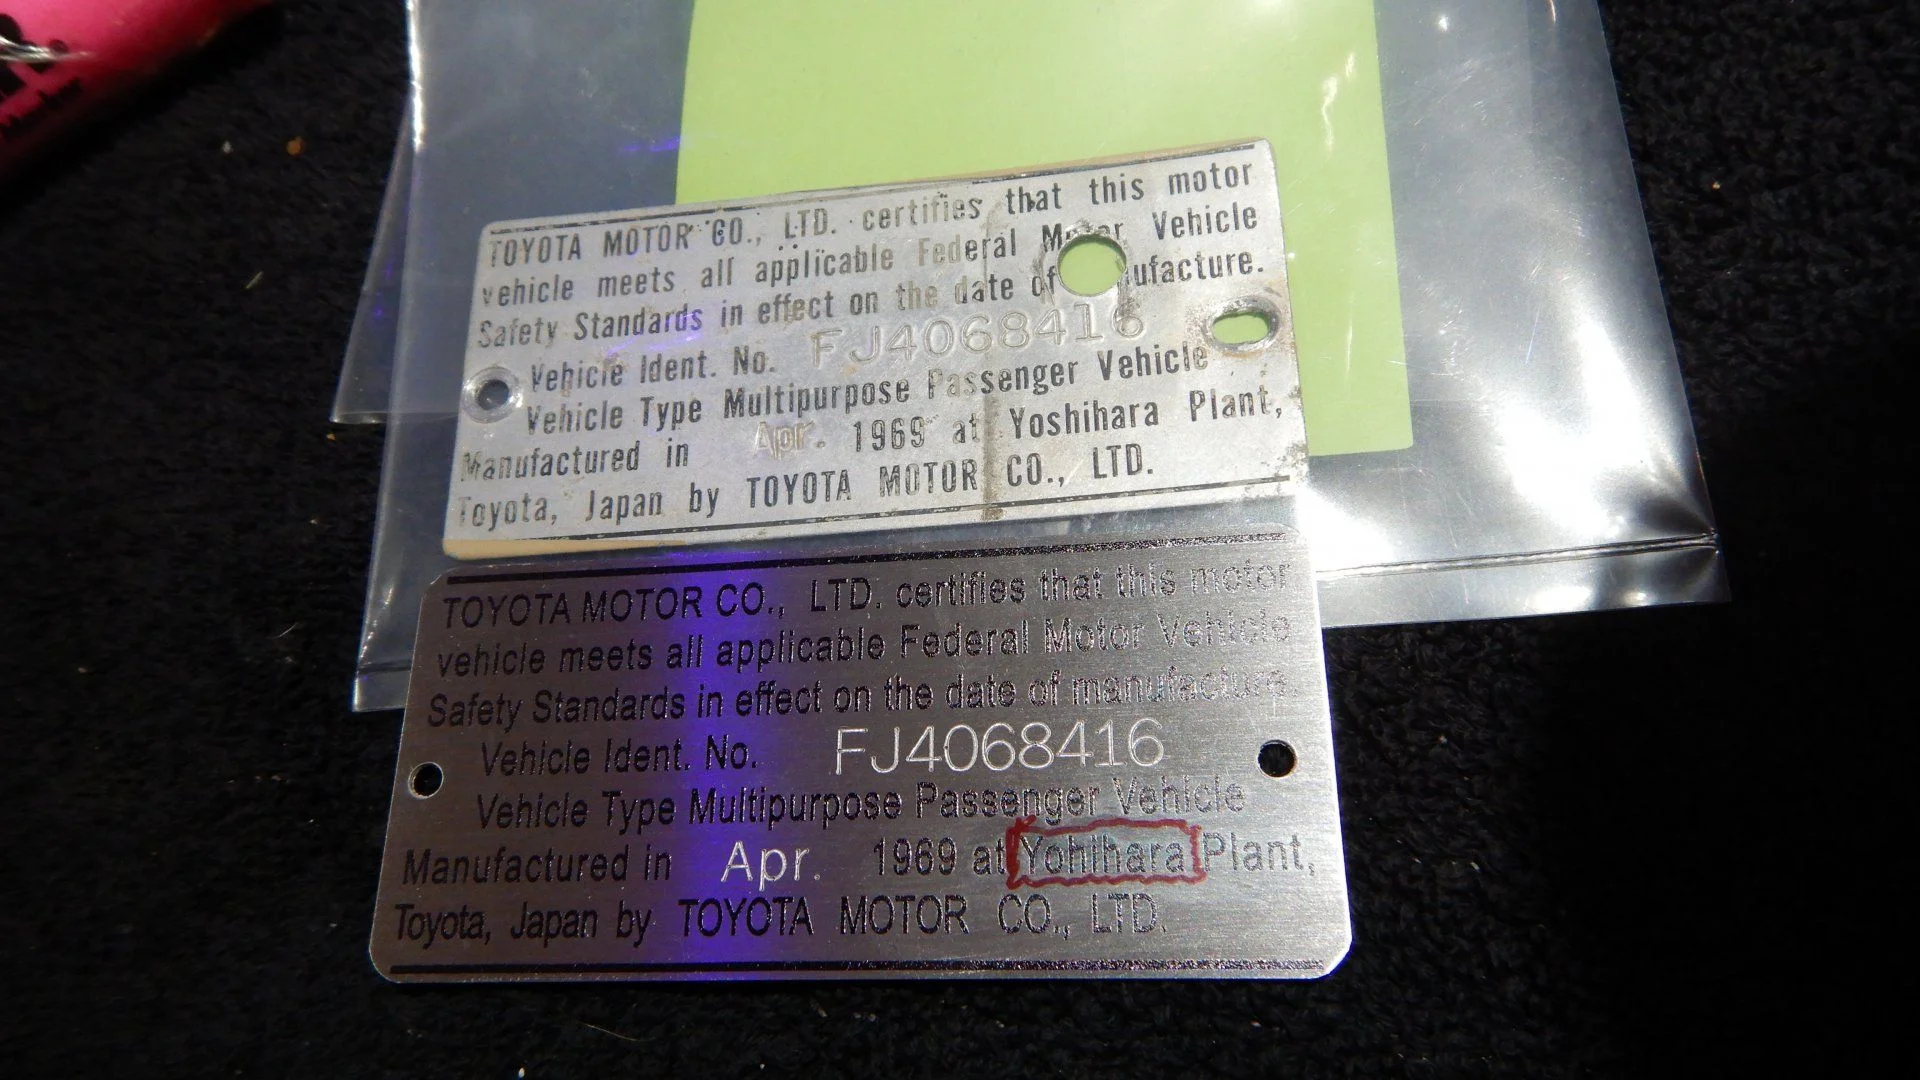 TOYOTA MOTOR CO., LTD. certifies that this motor
vehicle meets all applicable Federal Motor Vehicle
Safety Standards in effect on the date of ufacture.
Vehicle Ident. No. FJ4068416
Vehicle Type Multipurpose Passenger Vehicle
Manufactured in Apr. 1969 at Yoshihara Plant,
Toyota, Japan by TOYOTA MOTOR CO., LTD.
TOYOTA MOTOR CO., LTD. certifies that this motor
vehicle meets all applicable Federal Motor Vehicle
Safety Standards in effect on the date of manufacture.
Vehicle Ident. No. FJ4068416
Vehicle Type Multipurpose Passenger Vehicle
Manufactured in Apr. 1969 at Yohihara Plant,
Toyota, Japan by TOYOTA MOTOR CO., LTD.